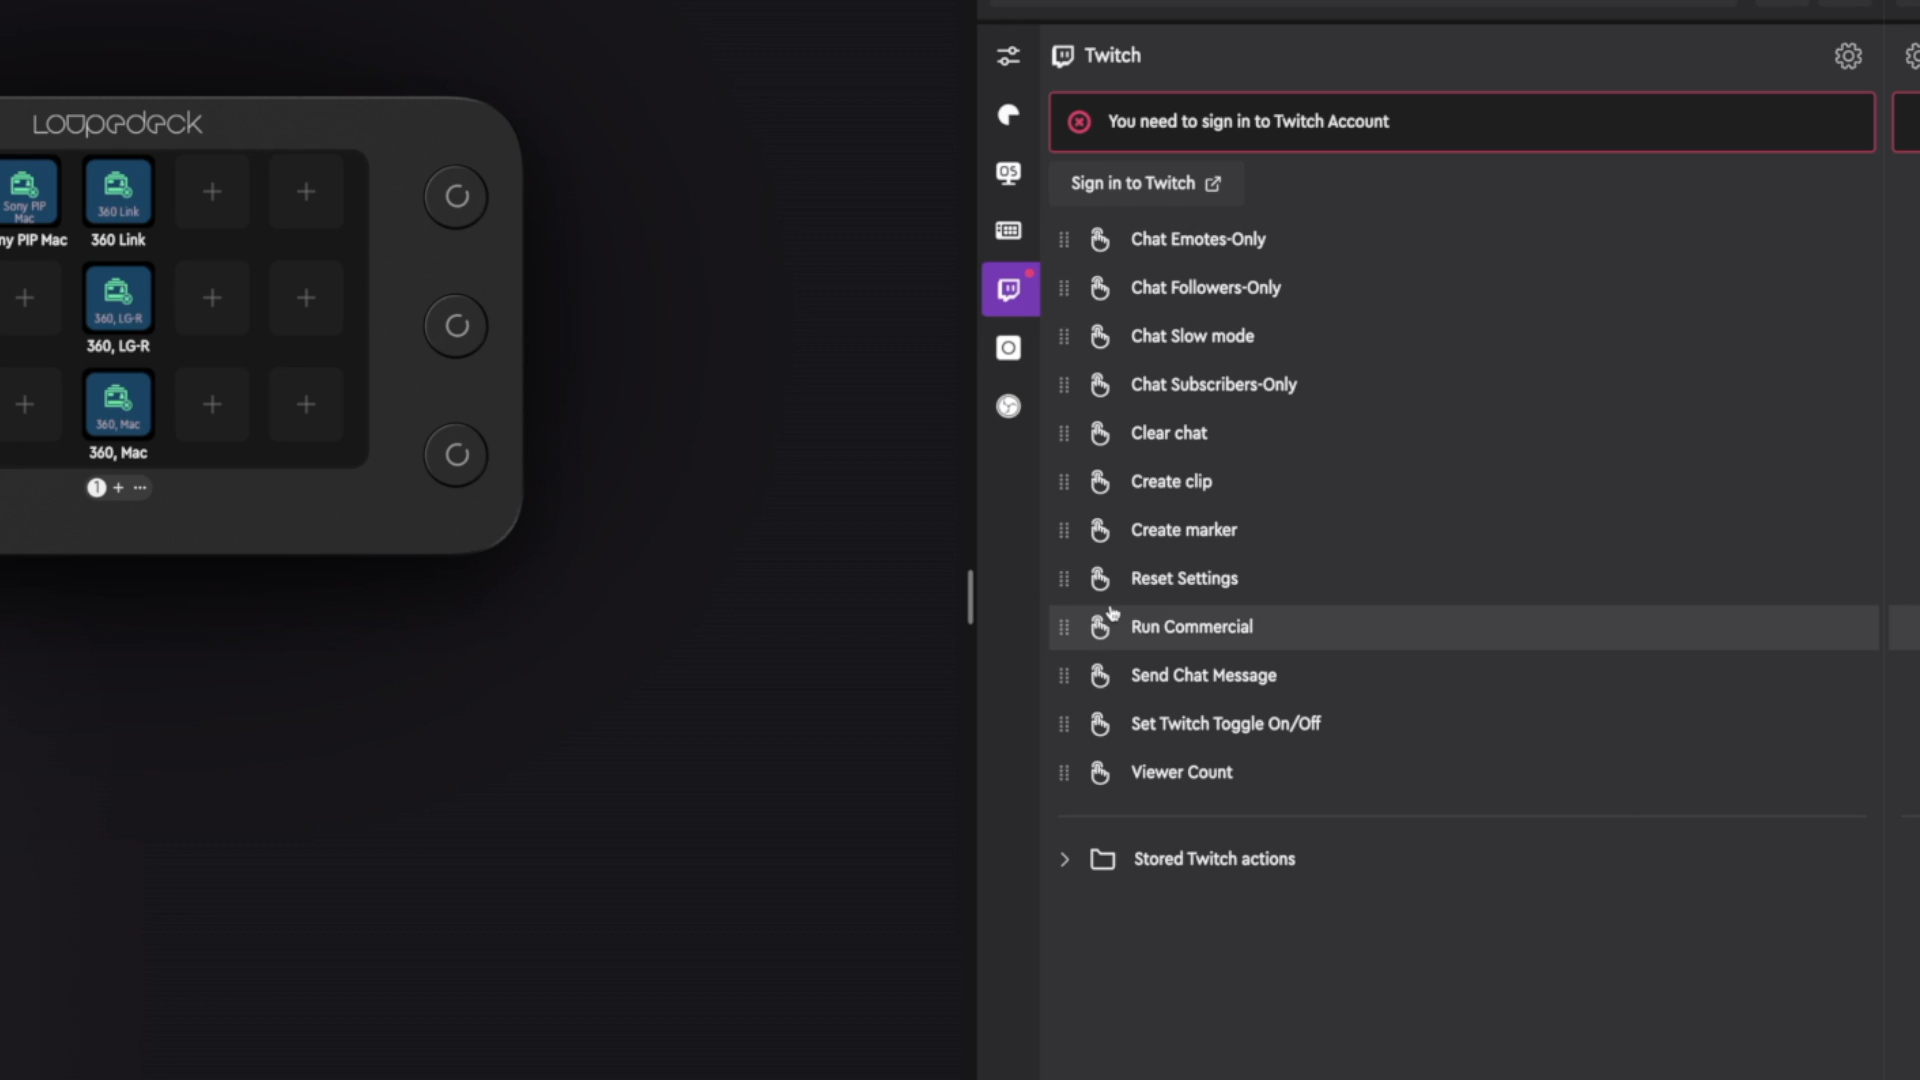 Loupedeck
Sony PIP
Mac
360 Link
ny PIP Mac
360 Link
360, LG-R
360, LG-R
360, Mac
360, Mac
1
OS
Twitch
You need to sign in to Twitch Account
Sign in to Twitch
Chat Emotes-Only
Chat Followers-Only
Chat Slow mode
Chat Subscribers-Only
Clear chat
Create clip
Create marker
Reset Settings
Run Commercial
Send Chat Message
Set Twitch Toggle On/Off
Viewer Count
Stored Twitch actions